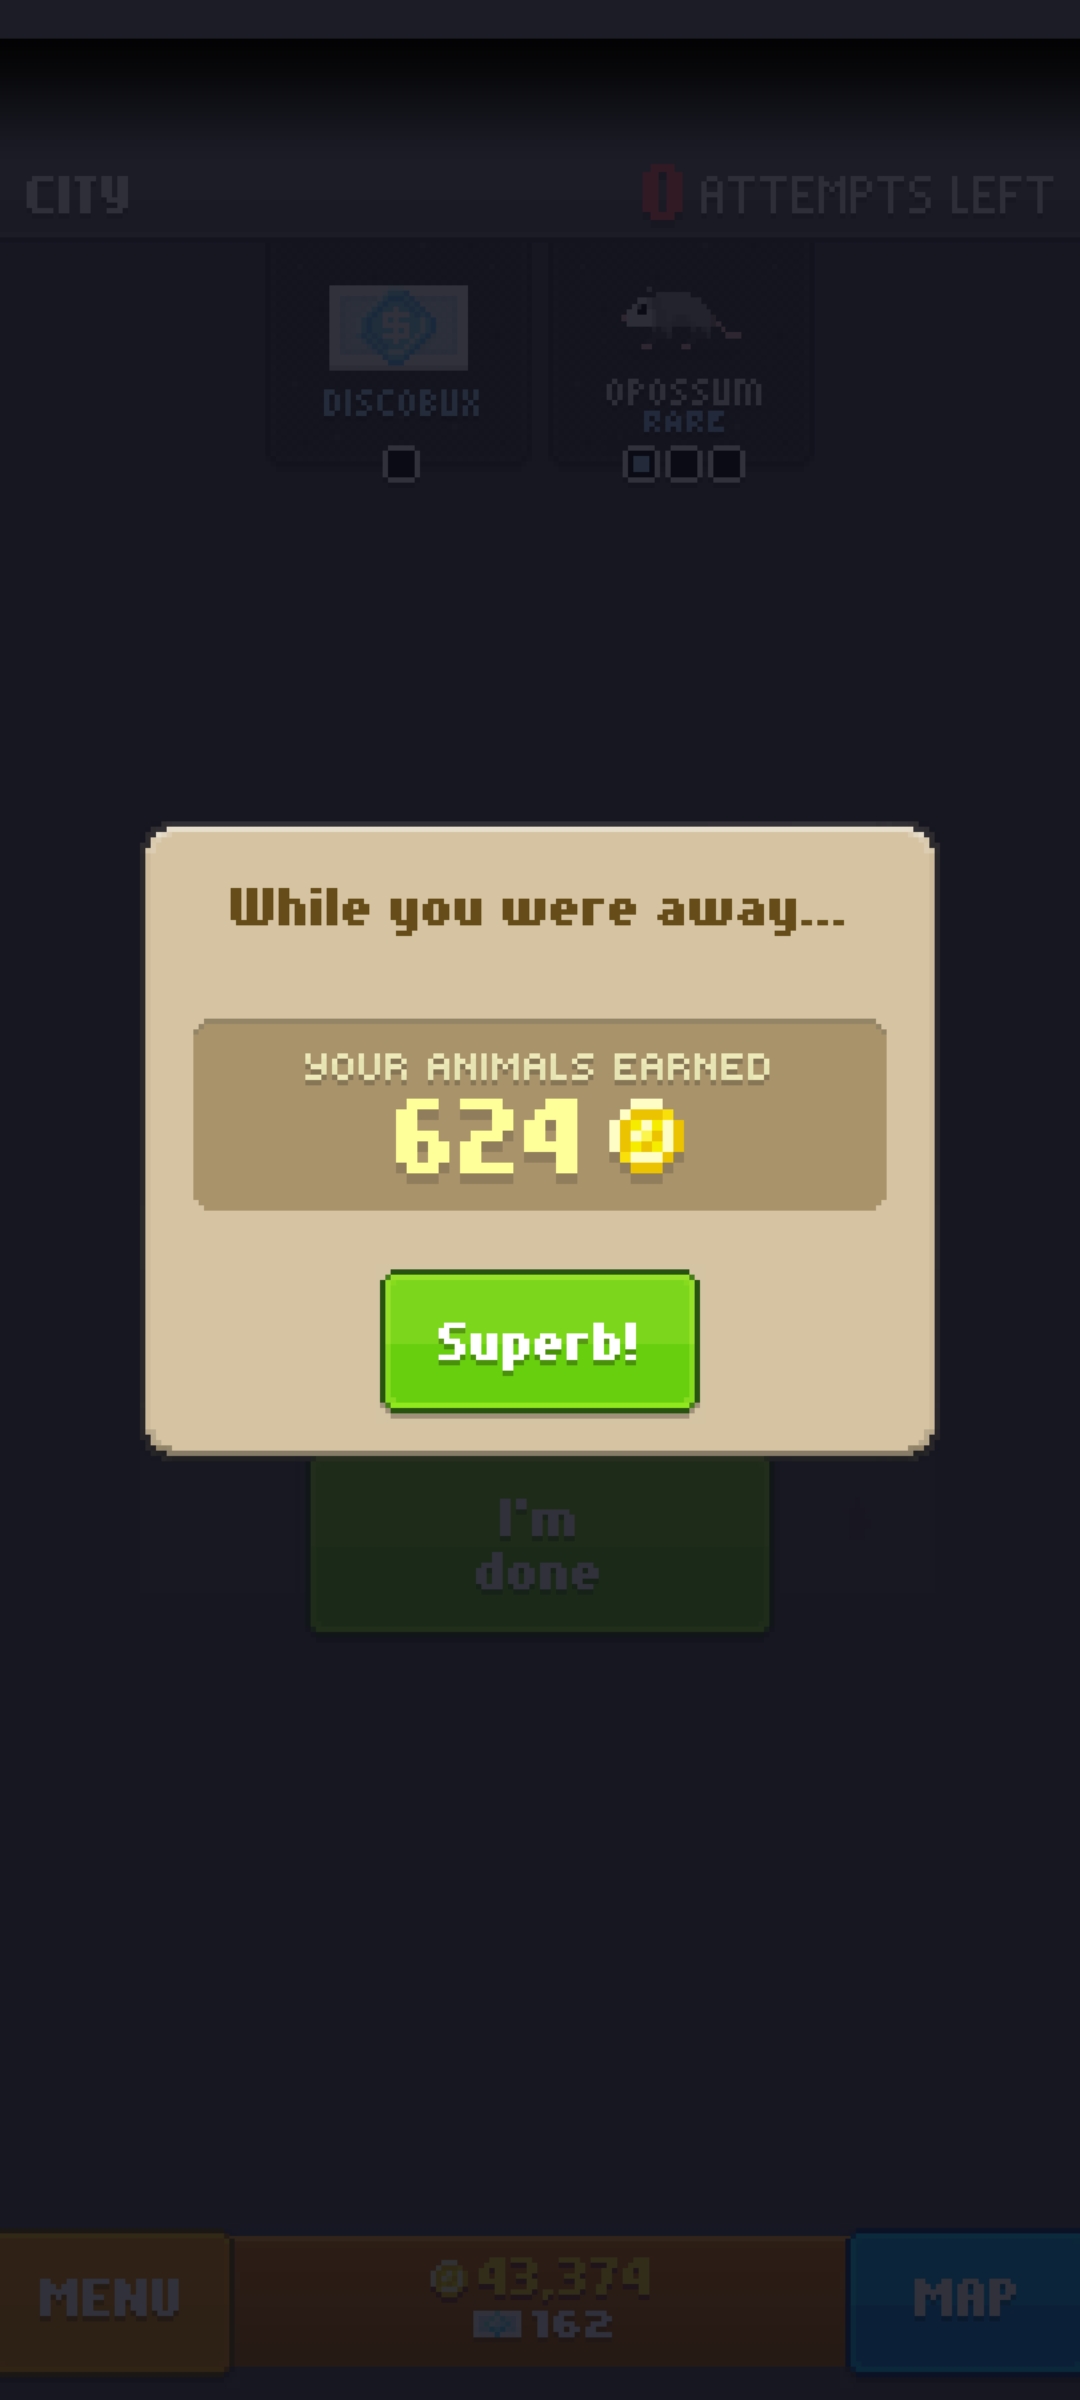 CITY
0 ATTEMPTS LEFT
$
DISCOBUX
OPOSSUM
RARE
While you were away...
YOUR ANIMALS EARNED
624
Superb!
I'm
done
MENU
43,374
162
MAP